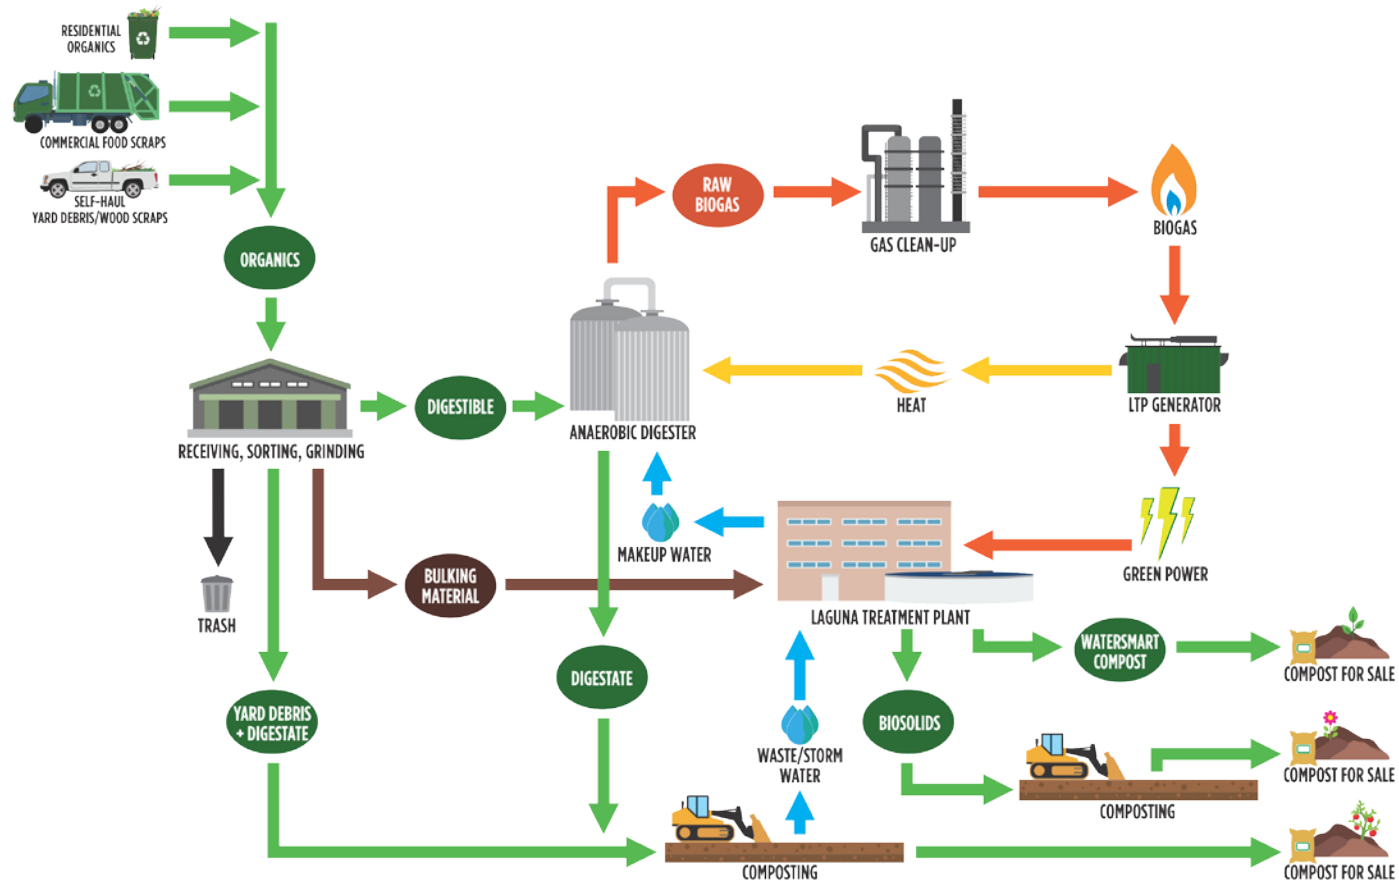 RESIDENTIAL
ORGANICS
COMMERCIAL FOOD SCRAPS
SELF-HAUL
YARD DEBRIS/WOOD SCRAPS
ORGANICS
RAW
BIOGAS
GAS CLEAN-UP
BIOGAS
RECEIVING, SORTING, GRINDING
DIGESTIBLE
ANAEROBIC DIGESTER
HEAT
LTP GENERATOR
TRASH
BULKING
MATERIAL
MAKEUP WATER
LAGUNA TREATMENT PLANT
GREEN POWER
YARD DEBRIS
+ DIGESTATE
DIGESTATE
WASTE/STORM
WATER
BIOSOLIDS
WATERSMART
COMPOST
COMPOST FOR SALE
COMPOSTING
COMPOST FOR SALE
COMPOSTING
COMPOST FOR SALE